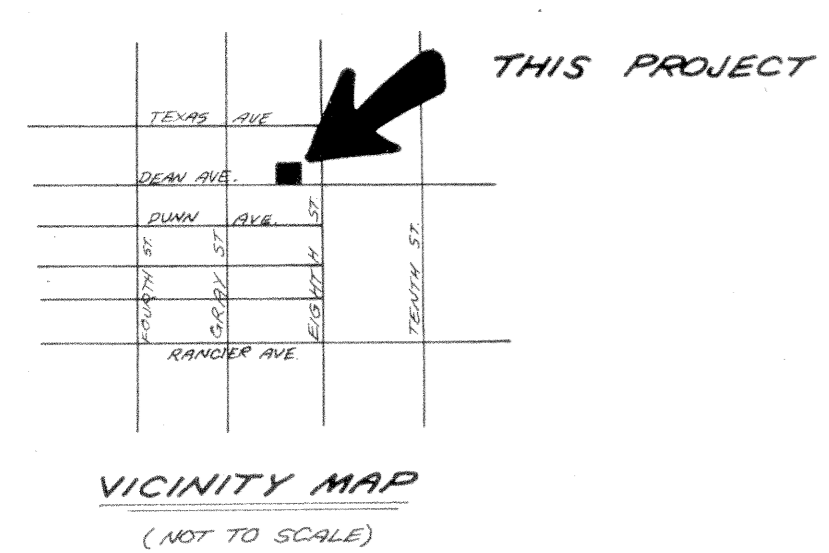 THIS PROJECT
TEXAS AVE
DEAN AVE.
DUNN AVE.
FOURTH ST.
GRAY ST
EIGHTH ST.
TENTH ST.
RANCIER AVE.
VICINITY MAP
(NOT TO SCALE)